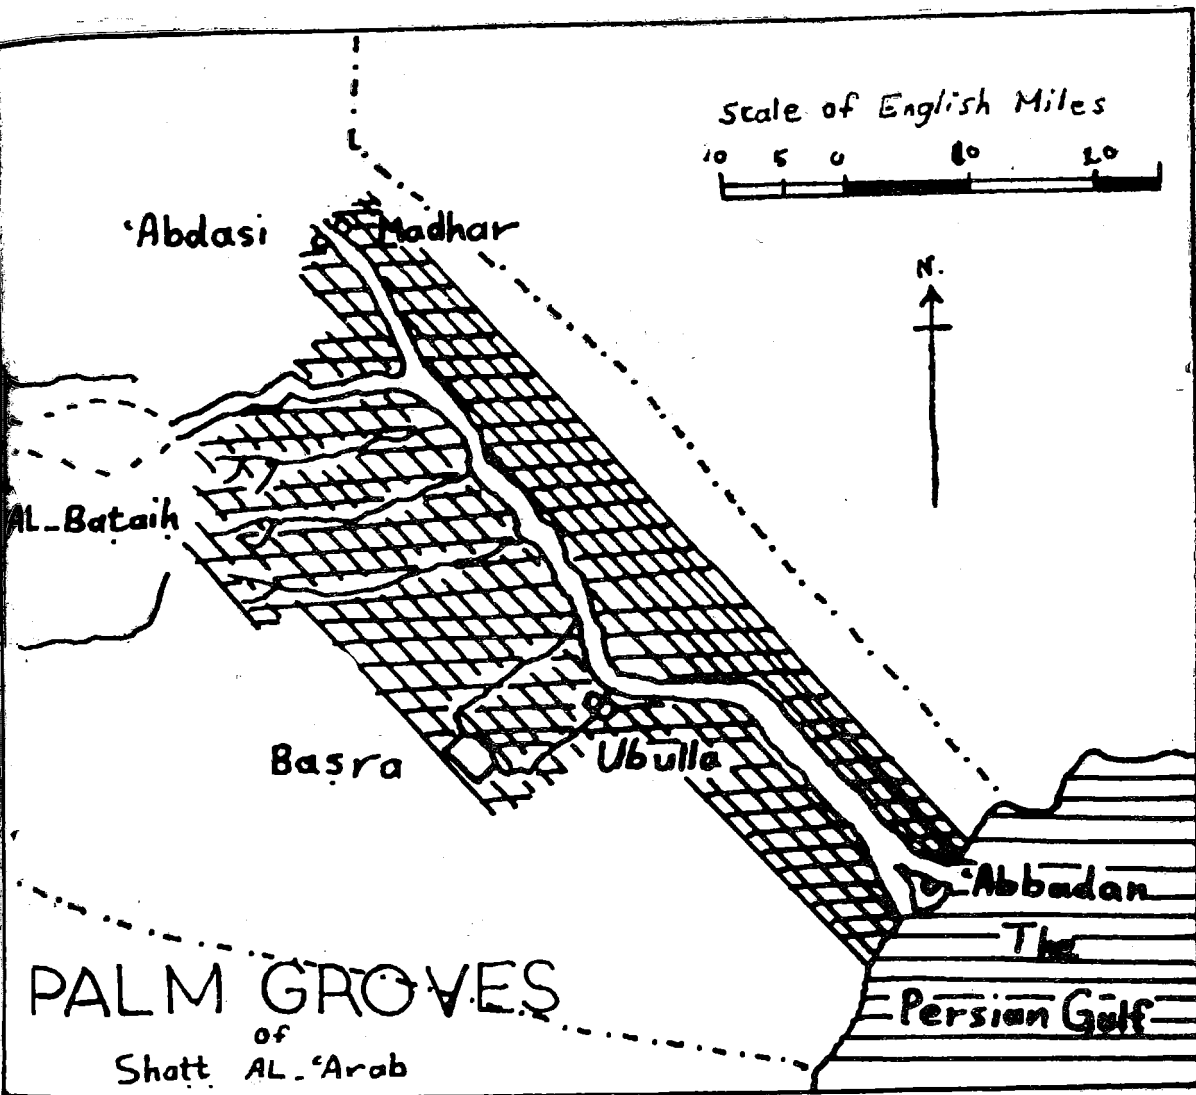 Scale of English Miles
10 5 0 10 20
N.
‘Abdasi
Madhar
AL-Bataih
Basra
Ubulla
‘Abbadan
The
Persian Gulf
PALM GROVES
of
Shatt AL-‘Arab